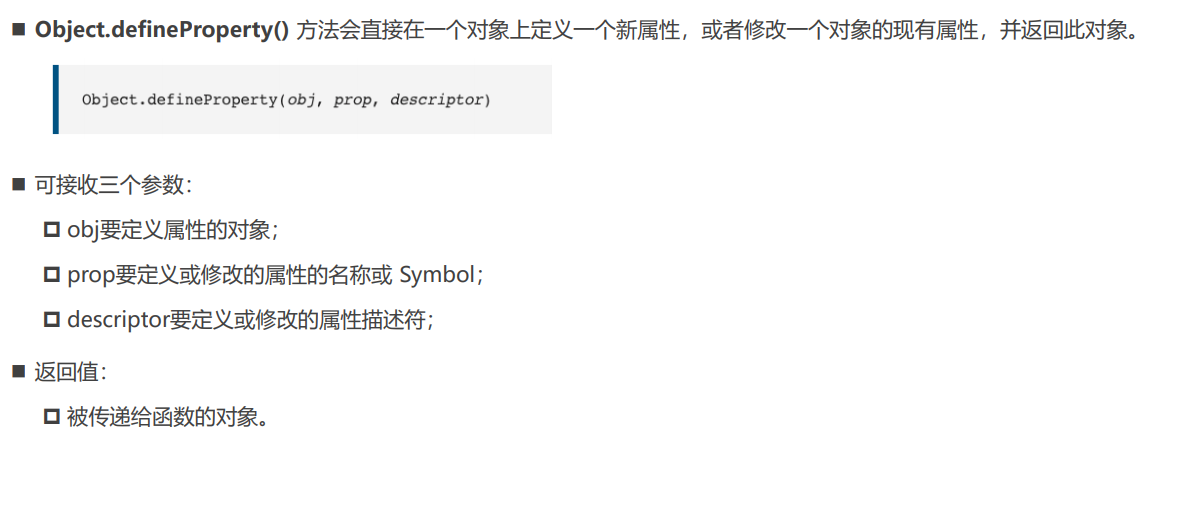 ■ Object.defineProperty() 方法会直接在一个对象上定义一个新属性，或者修改一个对象的现有属性，并返回此对象。
Object.defineProperty(obj, prop, descriptor)
■ 可接收三个参数：
□ obj要定义属性的对象；
□ prop要定义或修改的属性的名称或 Symbol；
□ descriptor要定义或修改的属性描述符；
■ 返回值：
□ 被传递给函数的对象。